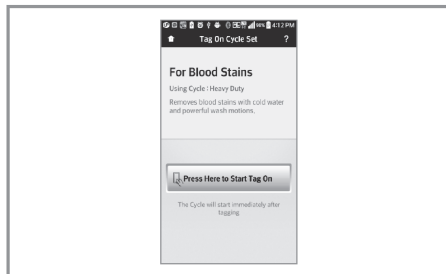 98% 4:12 PM
Tag On Cycle Set ?
For Blood Stains
Using Cycle : Heavy Duty
Removes blood stains with cold water
and powerful wash motions.
Press Here to Start Tag On
The Cycle will start immediately after
tagging